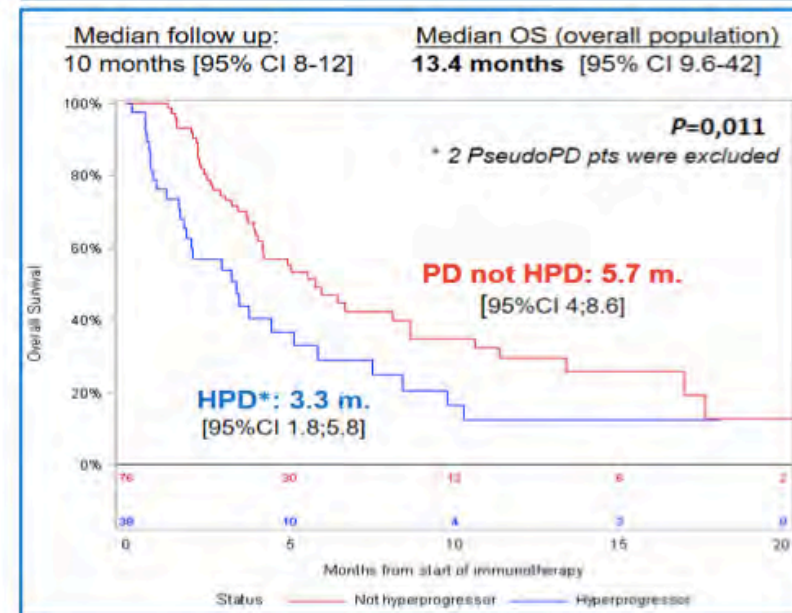 Median follow up: Median OS (overall population)
10 months [95% CI 8-12] 13.4 months [95% CI 9.6-42]
100%
P=0,011
* 2 PseudoPD pts were excluded
80%
60%
PD not HPD: 5.7 m.
[95%CI 4;8.6]
40%
Overall Survival
20%
HPD*: 3.3 m.
[95%CI 1.8;5.8]
0%
76 30 12 6 2
38 10 4 3 0
0 5 10 15 20
Months from start of immunotherapy
Status Not hyperprogressor Hyperprogressor